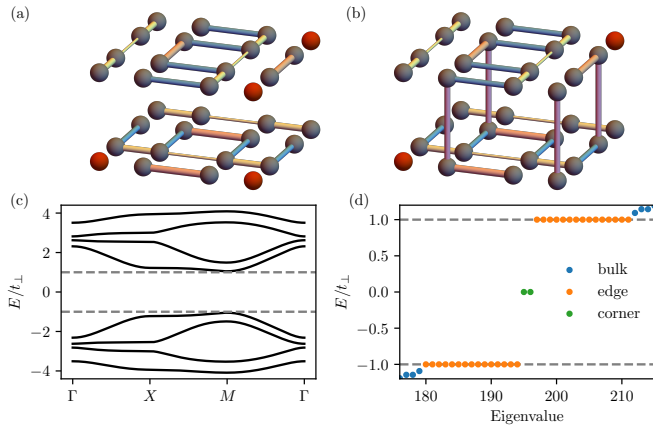 (a)
(b)
(c)
(d)
E/t⊥
4
2
0
−2
−4
Γ
X
M
Γ
E/t⊥
1.0
0.5
0.0
−0.5
−1.0
bulk
edge
corner
180
190
200
210
Eigenvalue